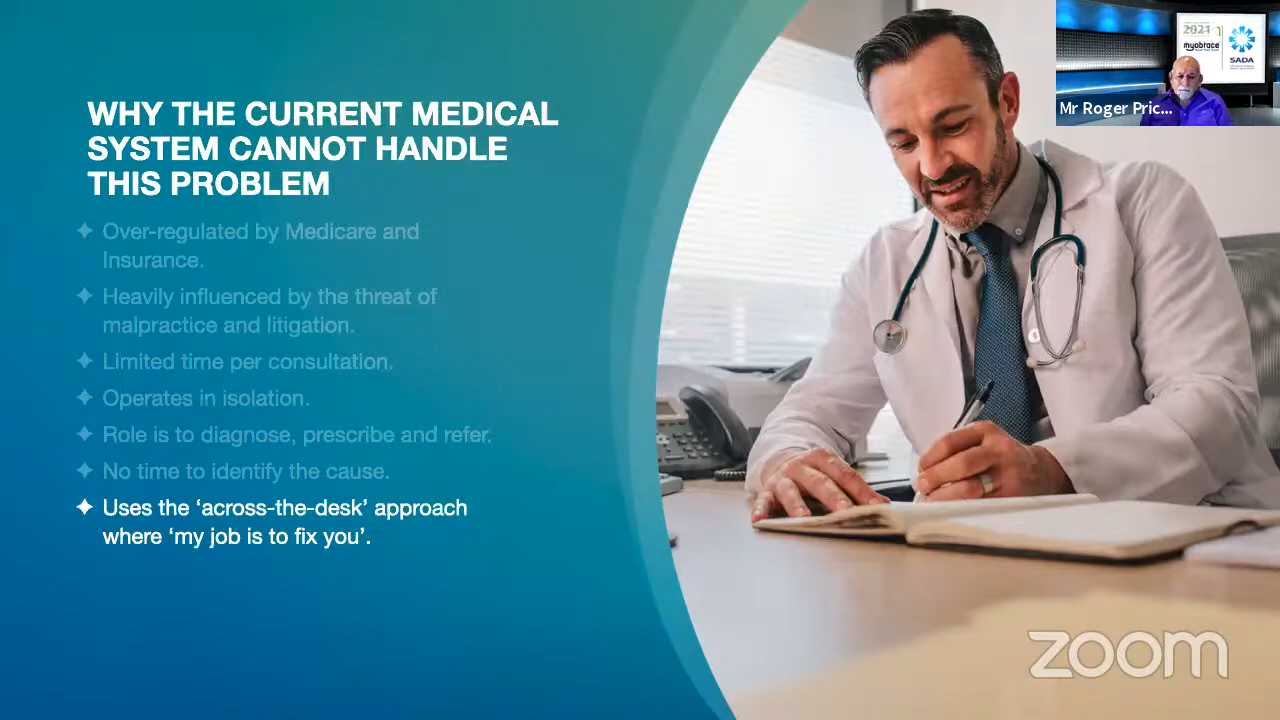 WHY THE CURRENT MEDICAL
SYSTEM CANNOT HANDLE
THIS PROBLEM
✦ Over-regulated by Medicare and
Insurance.
✦ Heavily influenced by the threat of
malpractice and litigation.
✦ Limited time per consultation.
✦ Operates in isolation.
✦ Role is to diagnose, prescribe and refer.
✦ No time to identify the cause.
✦ Uses the ‘across-the-desk’ approach
where ‘my job is to fix you’.
2021
myobrace
SADA
Mr Roger Pric...
zoom